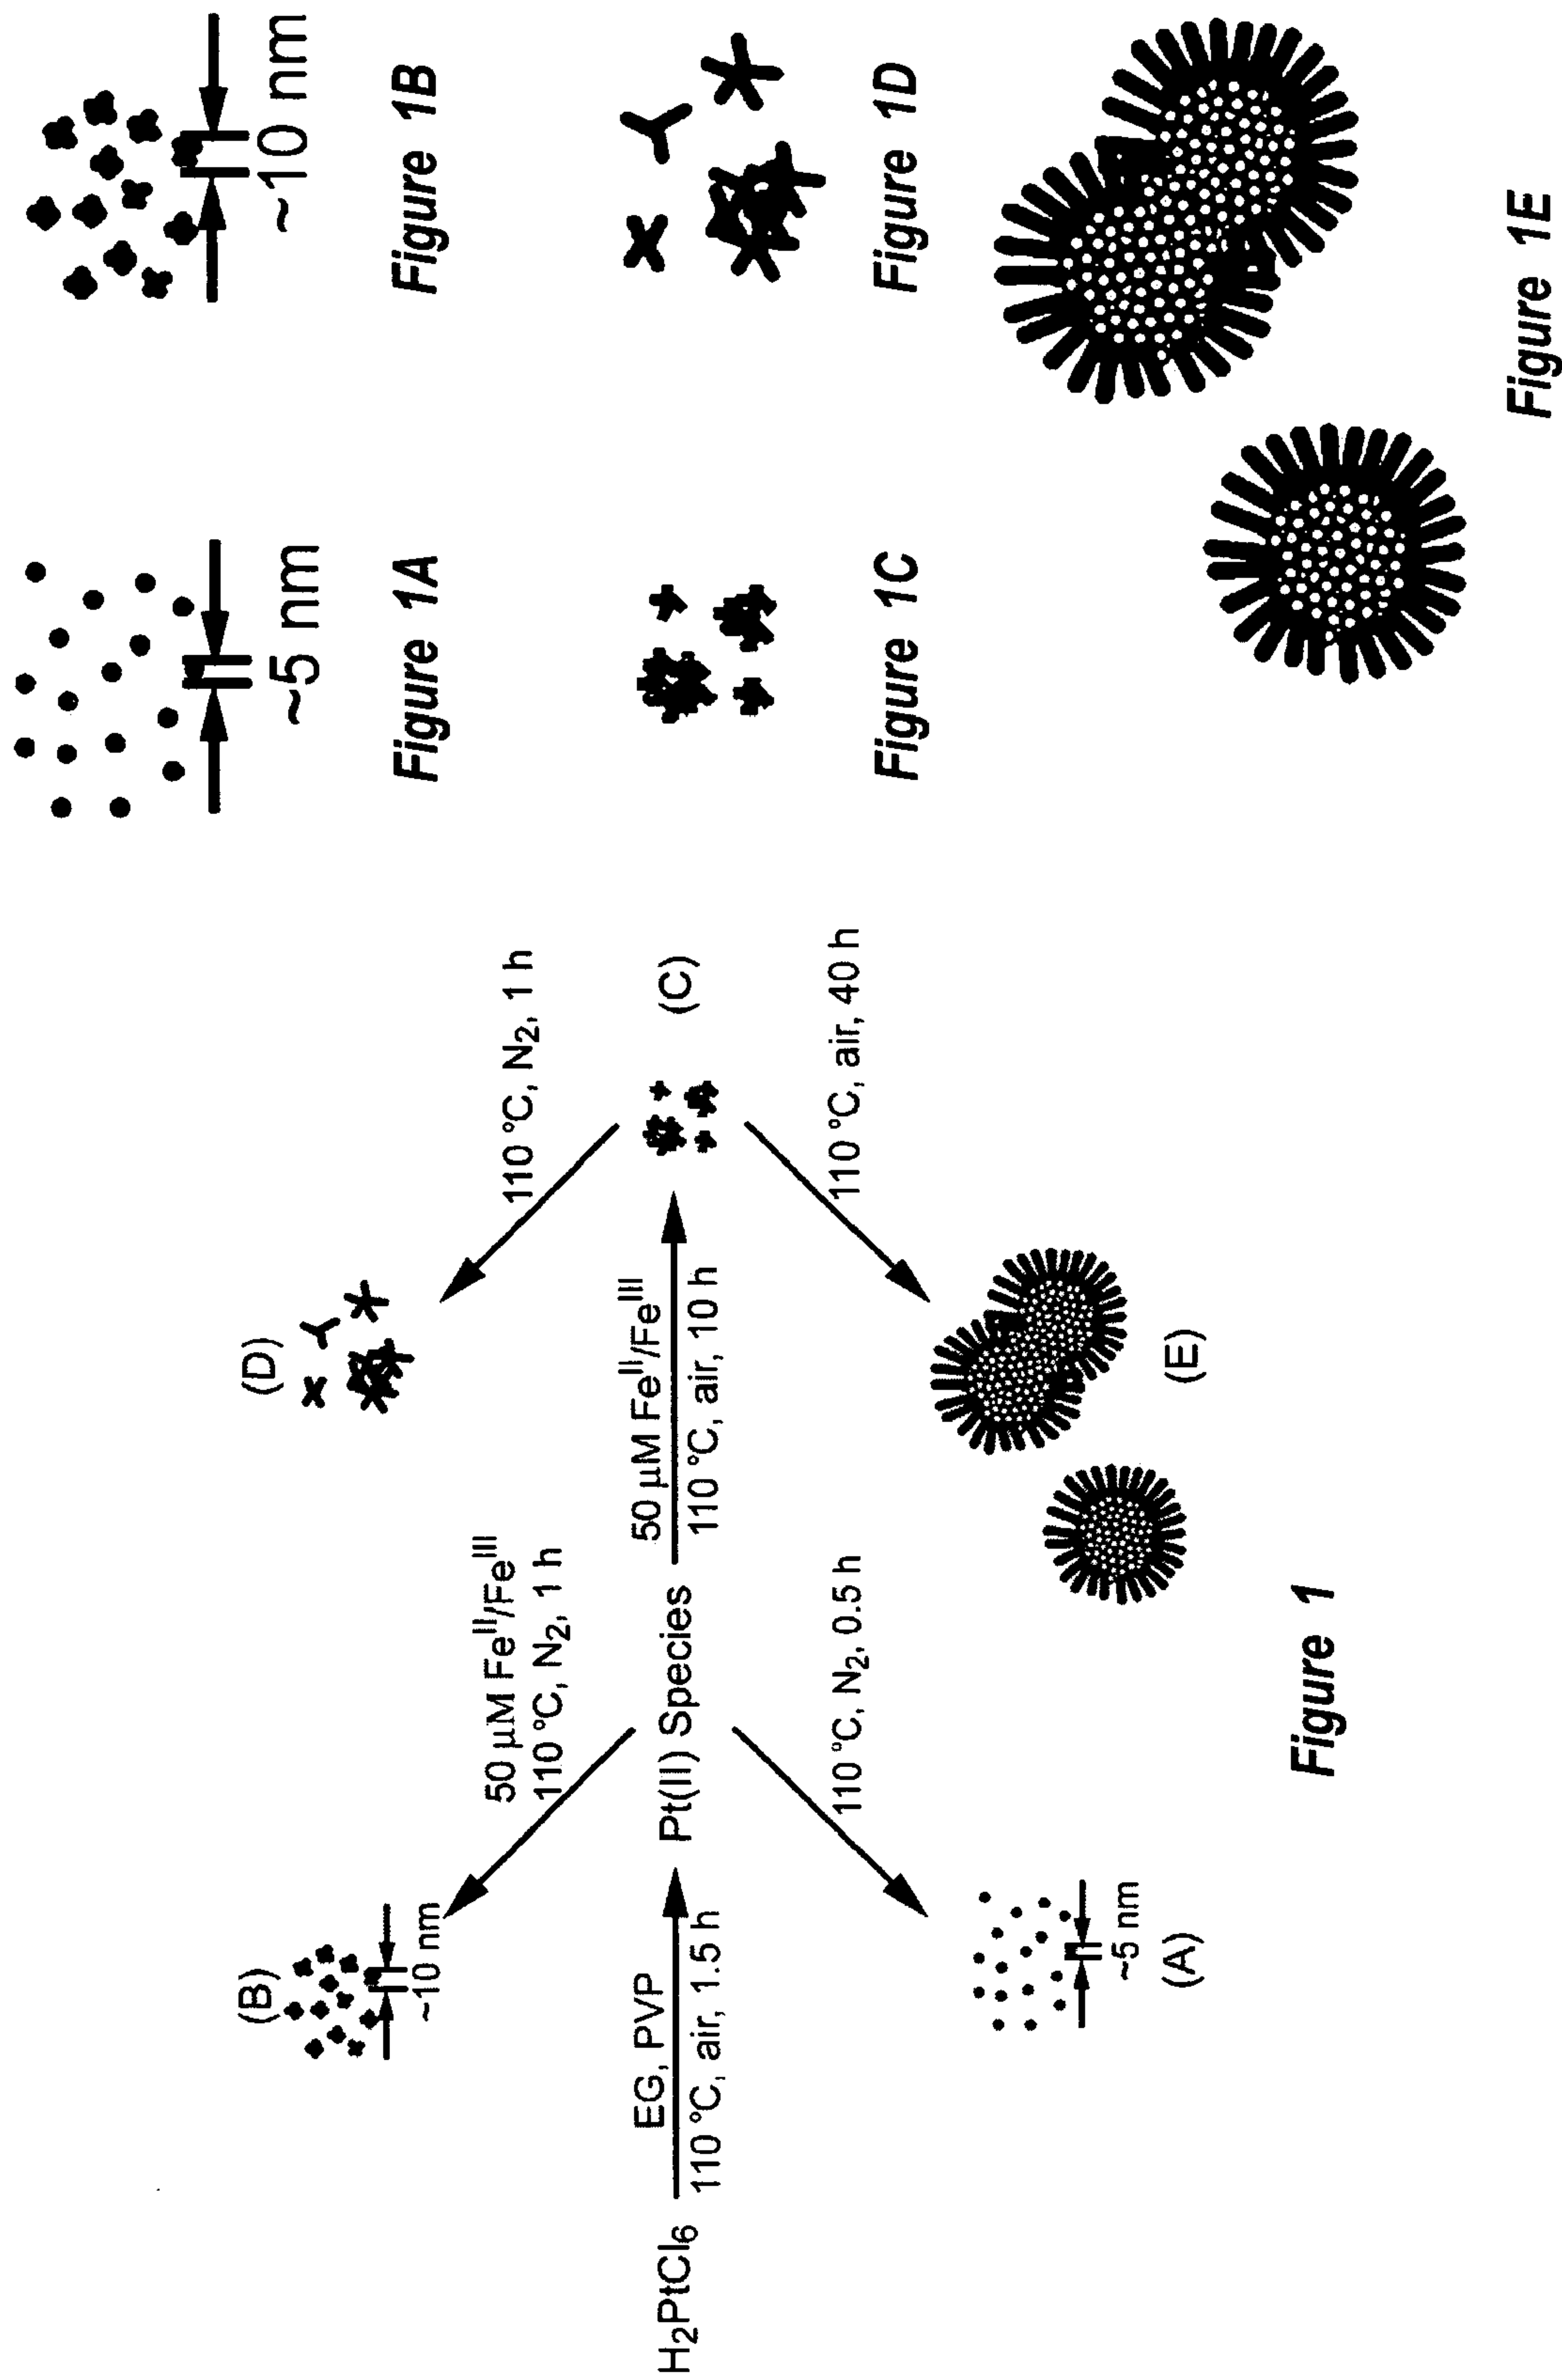 (B)
~10 nm
50 μM Feᴵᴵ/Feᴵᴵᴵ
110 °C, N₂, 1 h
(D)
110 °C, N₂, 1 h
H₂PtCl₆
EG, PVP
110 °C, air, 1.5 h
Pt(II) Species
50 μM Feᴵᴵ/Feᴵᴵᴵ
110 °C, air, 10 h
(C)
~5 nm
(A)
110 °C, N₂, 0.5 h
(E)
110 °C, air, 40 h
Figure 1
~5 nm
Figure 1A
~10 nm
Figure 1B
Figure 1C
Figure 1D
Figure 1E